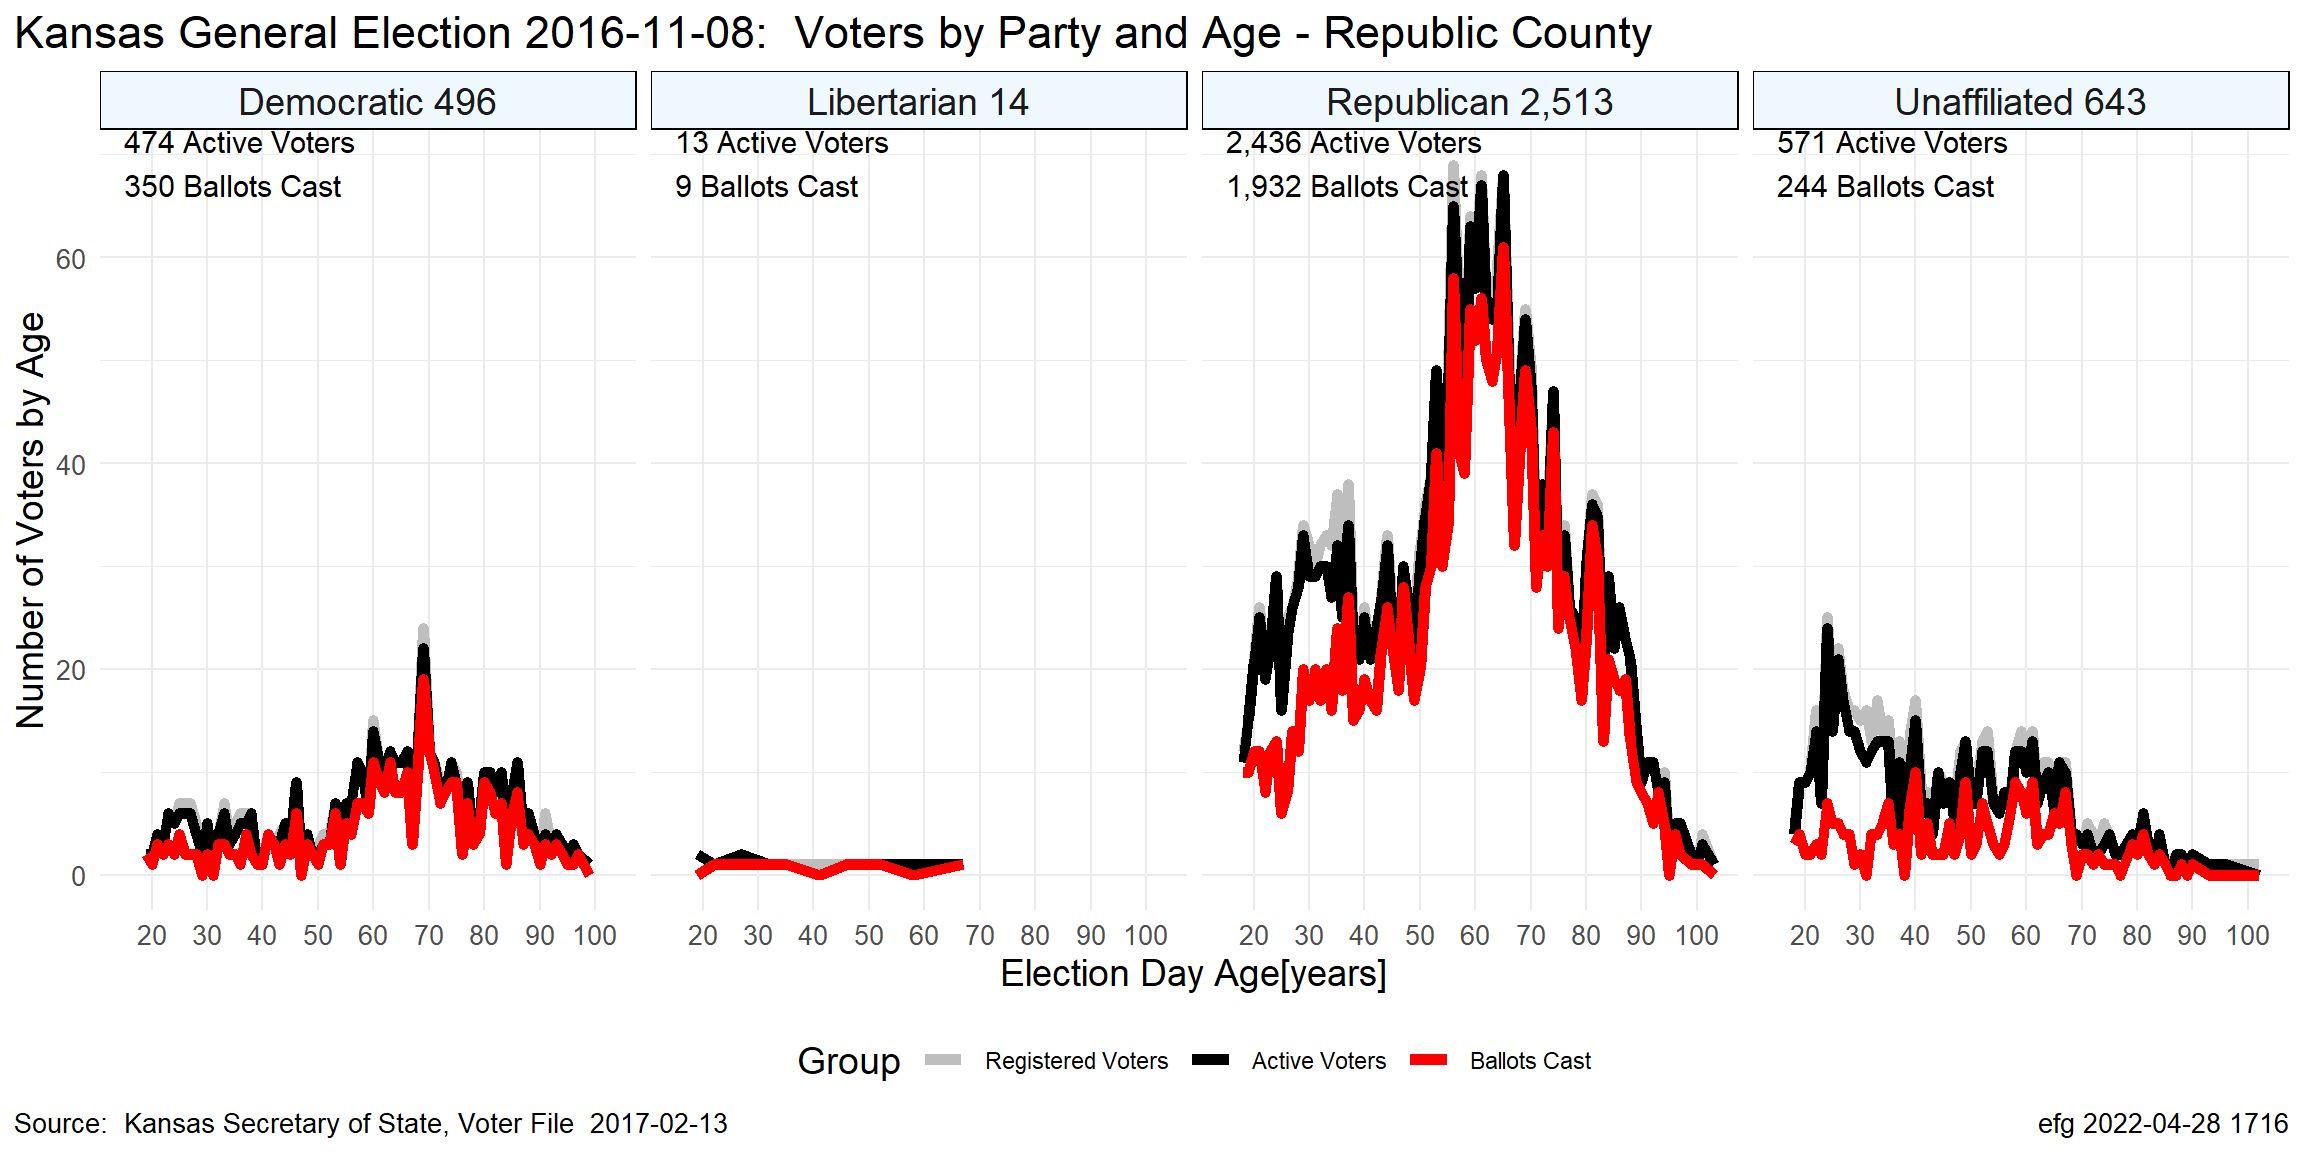 Kansas General Election 2016-11-08:  Voters by Party and Age - Republic County
Democratic 496
Libertarian 14
Republican 2,513
Unaffiliated 643
474 Active Voters
350 Ballots Cast
13 Active Voters
9 Ballots Cast
2,436 Active Voters
1,932 Ballots Cast
571 Active Voters
244 Ballots Cast
Number of Voters by Age
60
40
20
0
20 30 40 50 60 70 80 90 100
20 30 40 50 60 70 80 90 100
20 30 40 50 60 70 80 90 100
20 30 40 50 60 70 80 90 100
Election Day Age[years]
Group Registered Voters Active Voters Ballots Cast
Source:  Kansas Secretary of State, Voter File  2017-02-13
efg 2022-04-28 1716